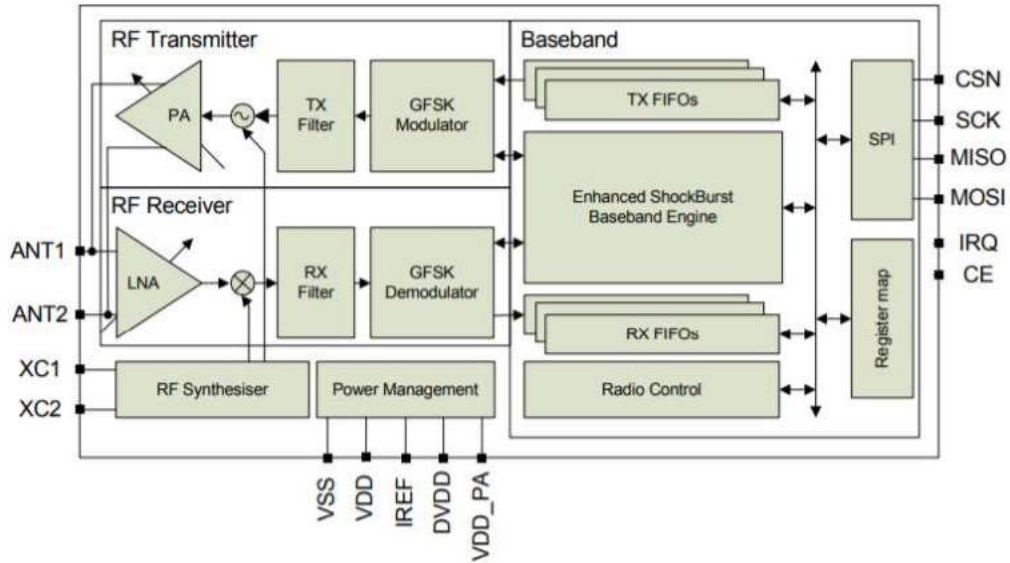 RF Transmitter
PA
TX
Filter
GFSK
Modulator
RF Receiver
LNA
RX
Filter
GFSK
Demodulator
RF Synthesiser
Power Management
Baseband
TX FIFOs
Enhanced ShockBurst
Baseband Engine
RX FIFOs
Radio Control
SPI
Register map
ANT1
ANT2
XC1
XC2
CSN
SCK
MISO
MOSI
IRQ
CE
VSS
VDD
IREF
DVDD
VDD_PA